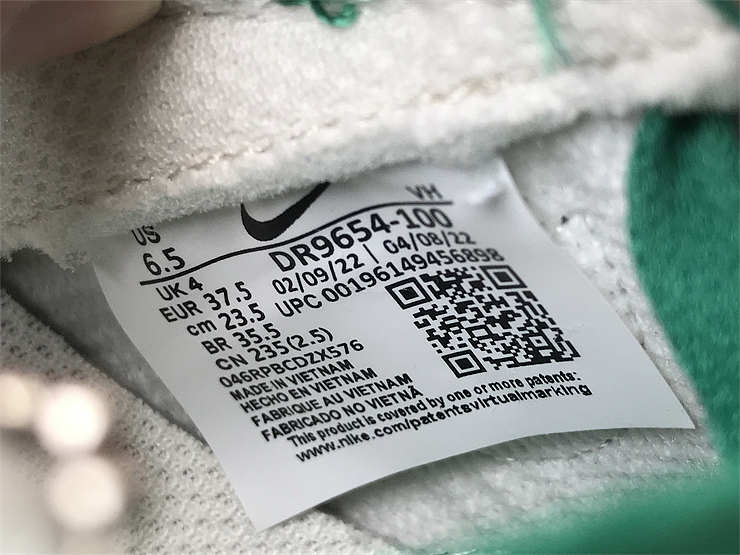 VH
US
6.5
DR9654-100
UK 4
02/09/22 | 04/08/22
EUR 37.5
UPC 00196149456898
cm 23.5
BR 35.5
CN 235(2.5)
046RPBCDZX576
MADE IN VIETNAM
HECHO EN VIETNAM
FABRIQUE AU VIETNAM
FABRICADO NO VIETNÃ
This product is covered by one or more patents:
www.nike.com/patentsvirtualmarking